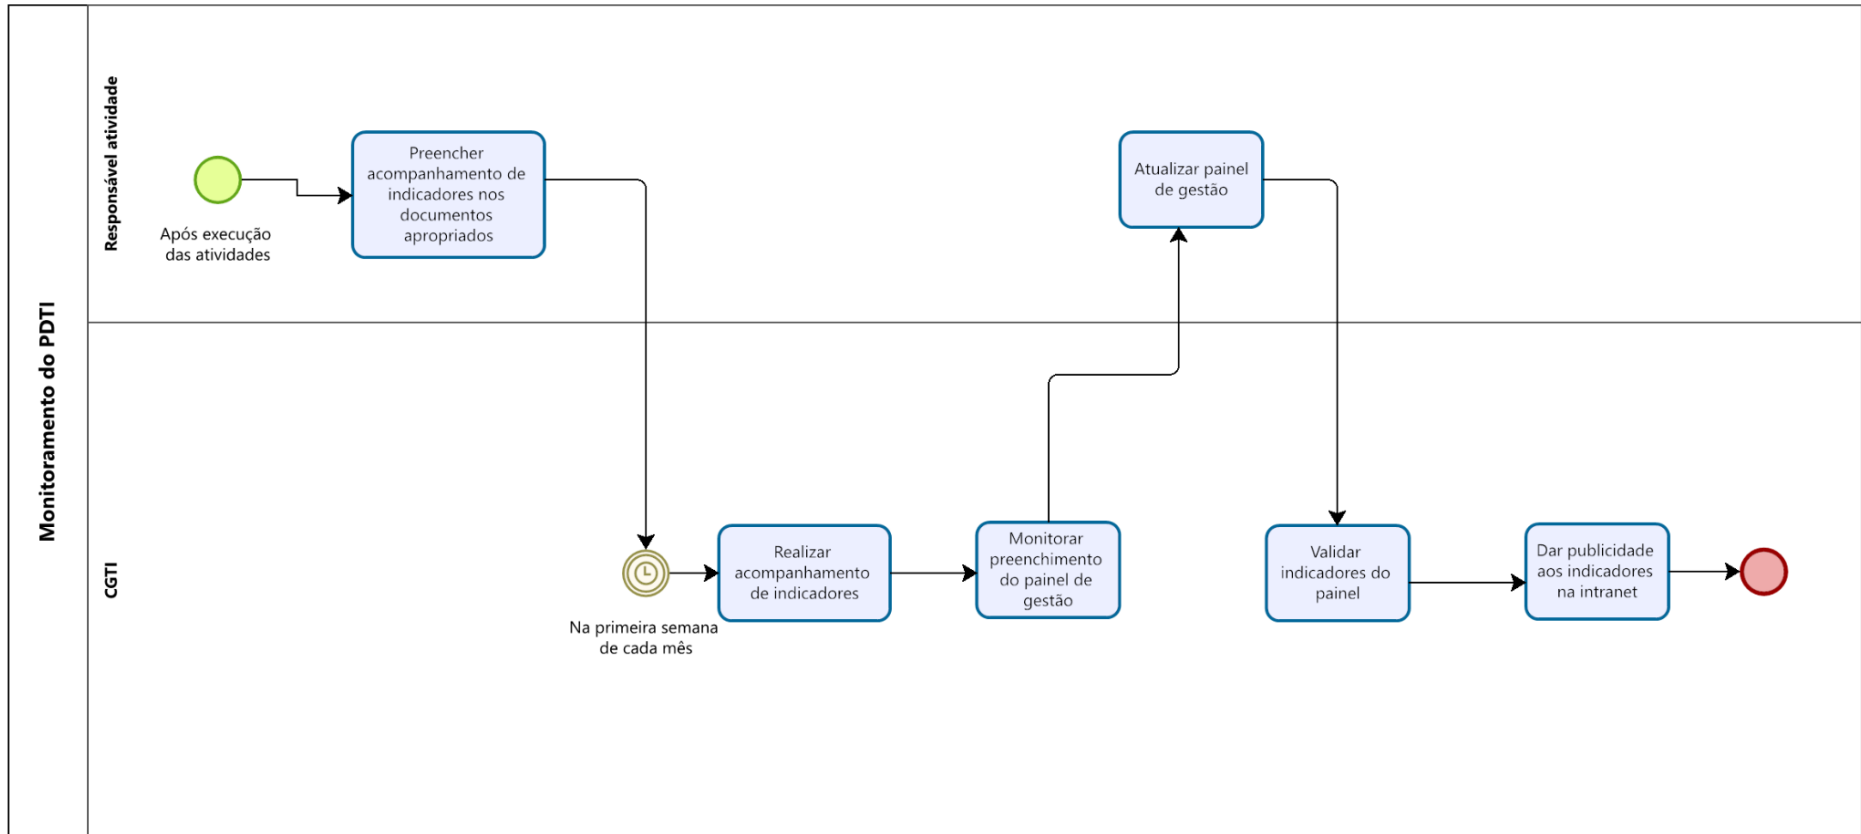 Monitoramento do PDTI
Responsável atividade
Após execução
das atividades
Preencher
acompanhamento de
indicadores nos
documentos
apropriados
Atualizar painel
de gestão
CGTI
Na primeira semana
de cada mês
Realizar
acompanhamento
de indicadores
Monitorar
preenchimento
do painel de
gestão
Validar
indicadores do
painel
Dar publicidade
aos indicadores
na intranet